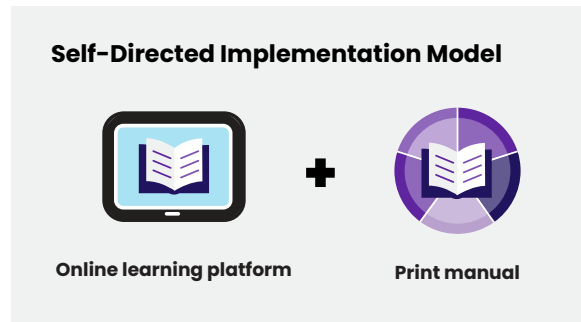 Self-Directed Implementation Model
Online learning platform
Print manual